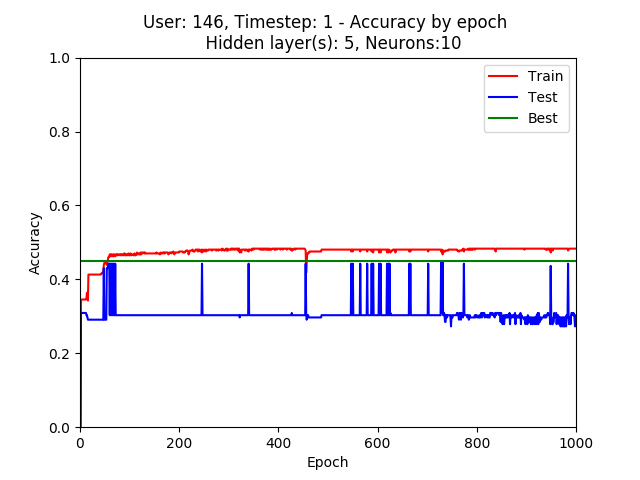 User: 146, Timestep: 1 - Accuracy by epoch
Hidden layer(s): 5, Neurons:10
1.0
0.8
0.6
0.4
0.2
0.0
Accuracy
Train
Test
Best
0
200
400
600
800
1000
Epoch